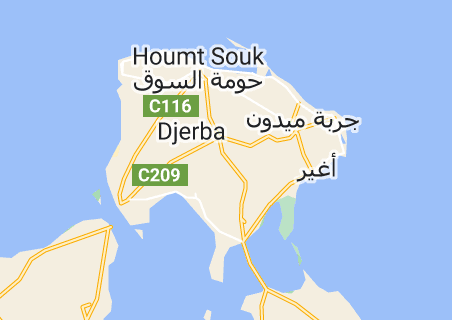 Houmt Souk
حومة السوق
C116
جربة ميدون
Djerba
أغير
C209